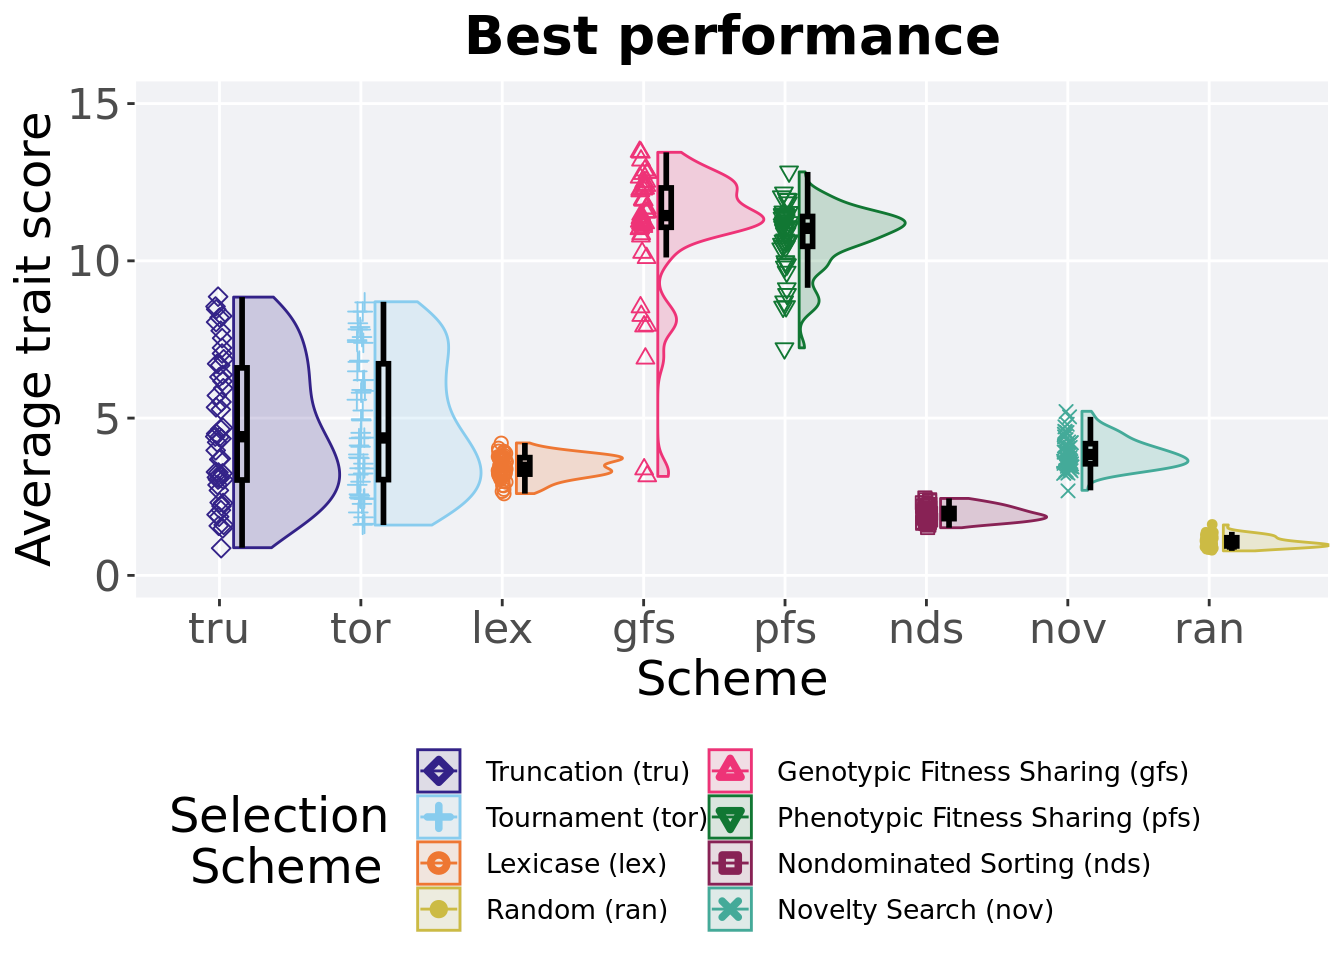 Best performance
Average trait score
15
10
5
0
tru tor lex gfs pfs nds nov ran
Scheme
Selection
Scheme
Truncation (tru)
Tournament (tor)
Lexicase (lex)
Random (ran)
Genotypic Fitness Sharing (gfs)
Phenotypic Fitness Sharing (pfs)
Nondominated Sorting (nds)
Novelty Search (nov)